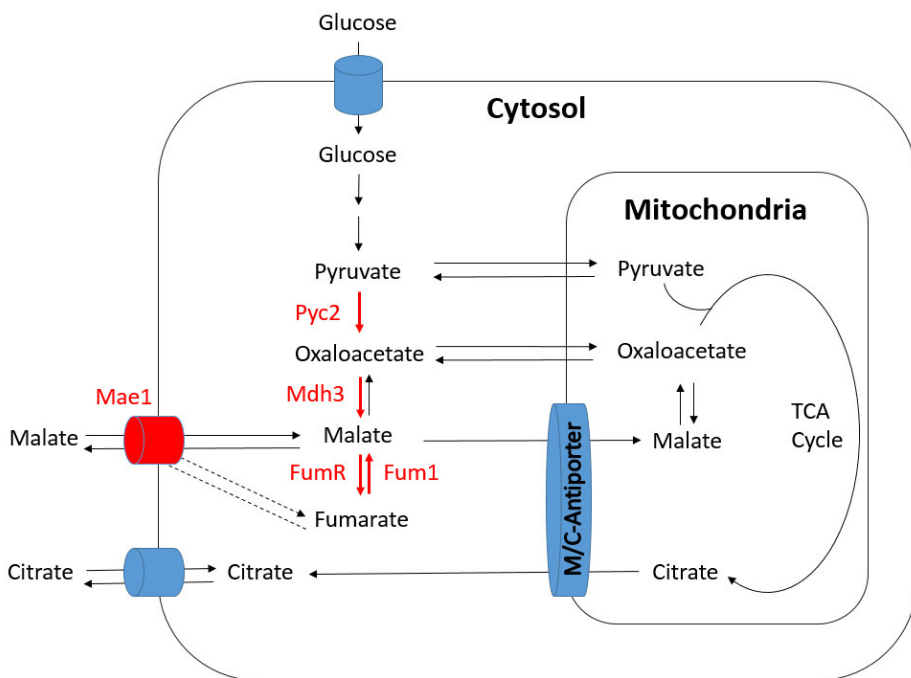 Glucose
Cytosol
Glucose
Mitochondria
Pyruvate
Pyruvate
Pyc2
Oxaloacetate
Oxaloacetate
Mae1
Mdh3
Malate
Malate
Malate
TCA
Cycle
FumR
Fum1
Fumarate
M/C-Antiporter
Citrate
Citrate
Citrate